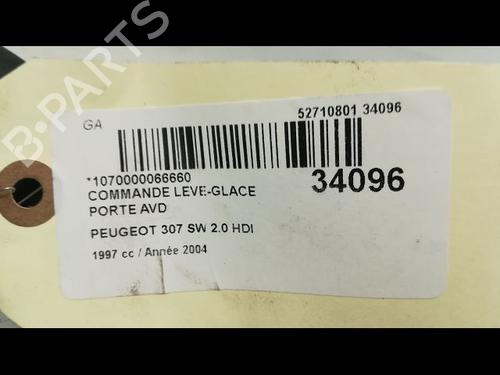 B-PARTS
GA
52710801 34096
*1070000066660
COMMANDE LEVE-GLACE
PORTE AVD
34096
PEUGEOT 307 SW 2.0 HDI
1997 cc / Année 2004